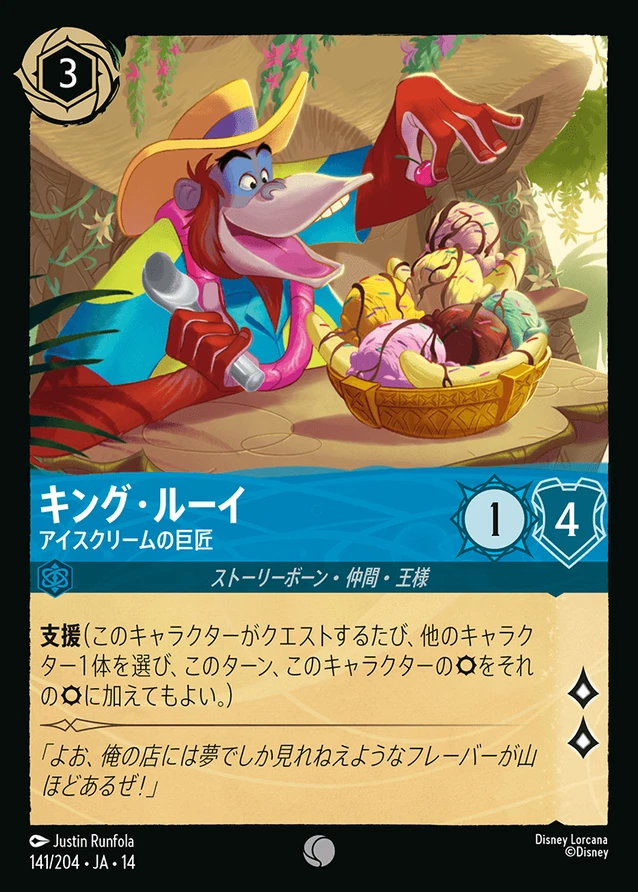 3
キング・ルーイ
アイスクリームの巨匠
1
4
ストーリーボーン・仲間・王様
支援(このキャラクターがクエストするたび、他のキャラク
ター1体を選び、このターン、このキャラクターのをそれ
のに加えてもよい。)
「よお、俺の店には夢でしか見れねえようなフレーバーが山
ほどあるぜ!」
Justin Runfola
Disney Lorcana
141/204・JA・14
©Disney